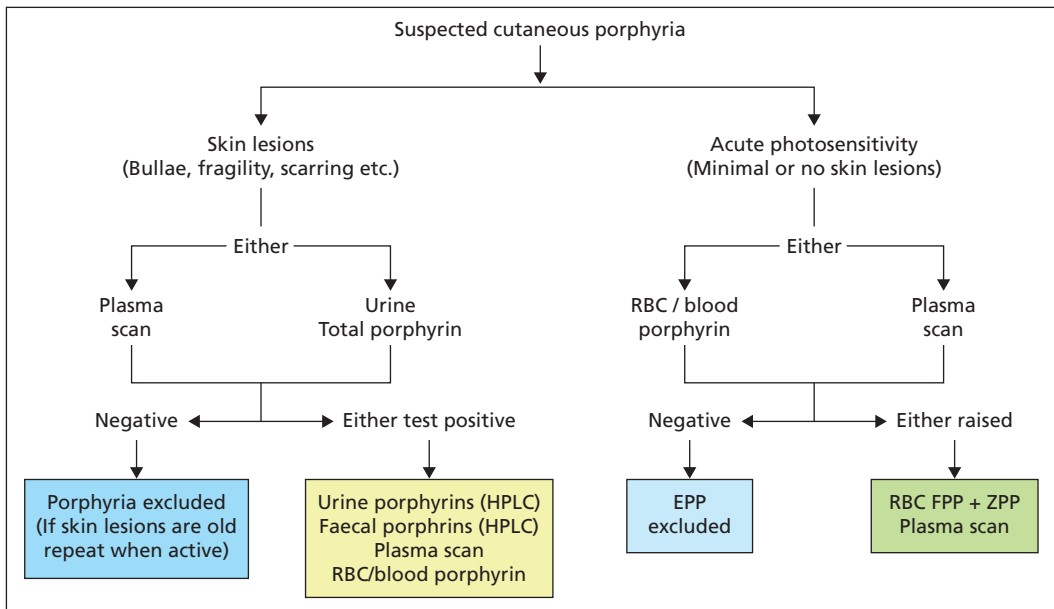 Suspected cutaneous porphyria
Skin lesions
(Bullae, fragility, scarring etc.)
Acute photosensitivity
(Minimal or no skin lesions)
Either
Either
Plasma
scan
Urine
Total porphyrin
RBC / blood
porphyrin
Plasma
scan
Negative
Either test positive
Negative
Either raised
Porphyria excluded
(If skin lesions are old
repeat when active)
Urine porphyrins (HPLC)
Faecal porphrins (HPLC)
Plasma scan
RBC/blood porphyrin
EPP
excluded
RBC FPP + ZPP
Plasma scan